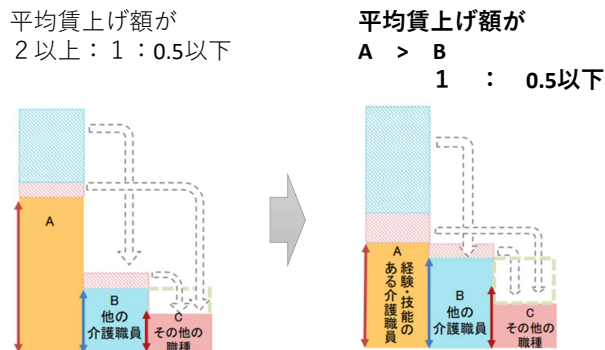 平均賃上げ額が
２以上：１：0.5以下
A
B
他の
介護職員
C
その他の
職種
平均賃上げ額が
A > B
１ ： 0.5以下
A
経験・技能の
ある介護職員
B
他の
介護職員
C
その他の
職種